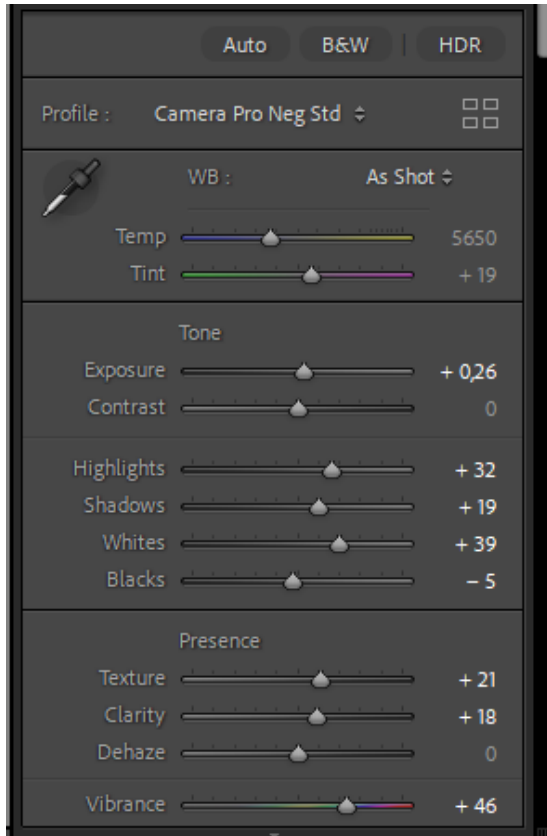 Auto B&W HDR
Profile : Camera Pro Neg Std
WB : As Shot
Temp 5650
Tint + 19
Tone
Exposure + 0,26
Contrast 0
Highlights + 32
Shadows + 19
Whites + 39
Blacks – 5
Presence
Texture + 21
Clarity + 18
Dehaze 0
Vibrance + 46